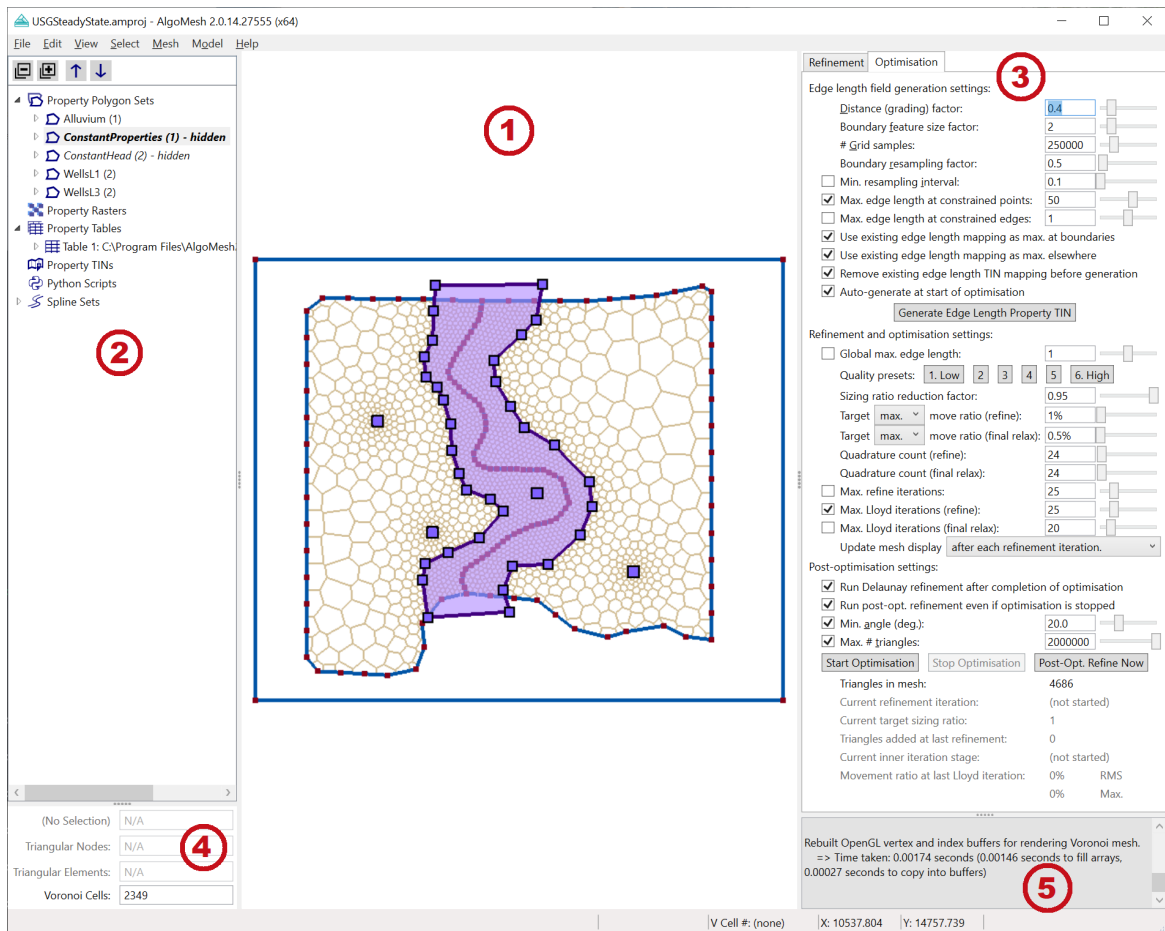 USGSteadyState.amproj - AlgoMesh 2.0.14.27555 (x64)
File Edit View Select Mesh Model Help
Property Polygon Sets
Alluvium (1)
ConstantProperties (1) - hidden
ConstantHead (2) - hidden
WellsL1 (2)
WellsL3 (2)
Property Rasters
Property Tables
Table 1: C:\Program Files\AlgoMesh.
Property TINs
Python Scripts
Spline Sets
2
(No Selection) N/A
Triangular Nodes: N/A
Triangular Elements: N/A
Voronoi Cells: 2349
4
1
Refinement Optimisation
3
Edge length field generation settings:
Distance (grading) factor: 0.4
Boundary feature size factor: 2
# Grid samples: 250000
Boundary resampling factor: 0.5
Min. resampling interval: 0.1
Max. edge length at constrained points: 50
Max. edge length at constrained edges: 1
Use existing edge length mapping as max. at boundaries
Use existing edge length mapping as max. elsewhere
Remove existing edge length TIN mapping before generation
Auto-generate at start of optimisation
Generate Edge Length Property TIN
Refinement and optimisation settings:
Global max. edge length: 1
Quality presets: 1. Low 2 3 4 5 6. High
Sizing ratio reduction factor: 0.95
Target max. move ratio (refine): 1%
Target max. move ratio (final relax): 0.5%
Quadrature count (refine): 24
Quadrature count (final relax): 24
Max. refine iterations: 25
Max. Lloyd iterations (refine): 25
Max. Lloyd iterations (final relax): 20
Update mesh display after each refinement iteration.
Post-optimisation settings:
Run Delaunay refinement after completion of optimisation
Run post-opt. refinement even if optimisation is stopped
Min. angle (deg.): 20.0
Max. # triangles: 2000000
Start Optimisation Stop Optimisation Post-Opt. Refine Now
Triangles in mesh: 4686
Current refinement iteration: (not started)
Current target sizing ratio: 1
Triangles added at last refinement: 0
Current inner iteration stage: (not started)
Movement ratio at last Lloyd iteration: 0% RMS
0% Max.
Rebuilt OpenGL vertex and index buffers for rendering Voronoi mesh.
=> Time taken: 0.00174 seconds (0.00146 seconds to fill arrays,
0.00027 seconds to copy into buffers)
5
V Cell #: (none) X: 10537.804 Y: 14757.739